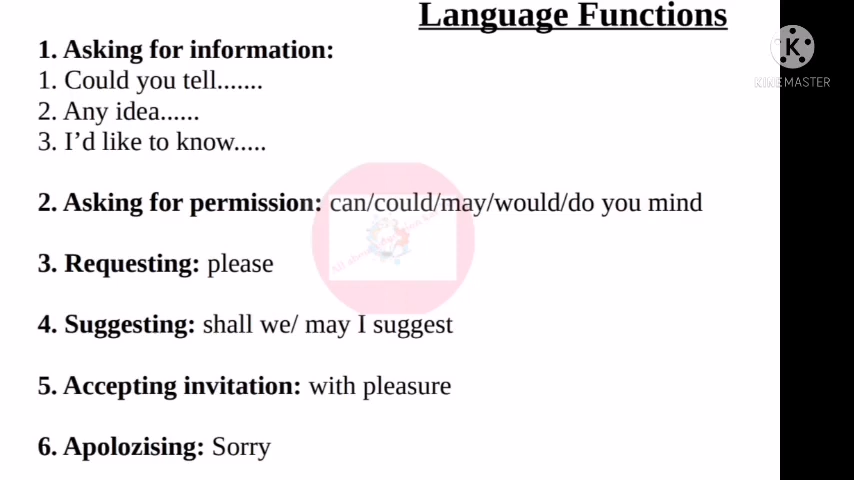 Language Functions
1. Asking for information:
1. Could you tell.......
2. Any idea......
3. I'd like to know.....
2. Asking for permission: can/could/may/would/do you mind
3. Requesting: please
4. Suggesting: shall we/ may I suggest
5. Accepting invitation: with pleasure
6. Apolozising: Sorry
K
KINEMASTER